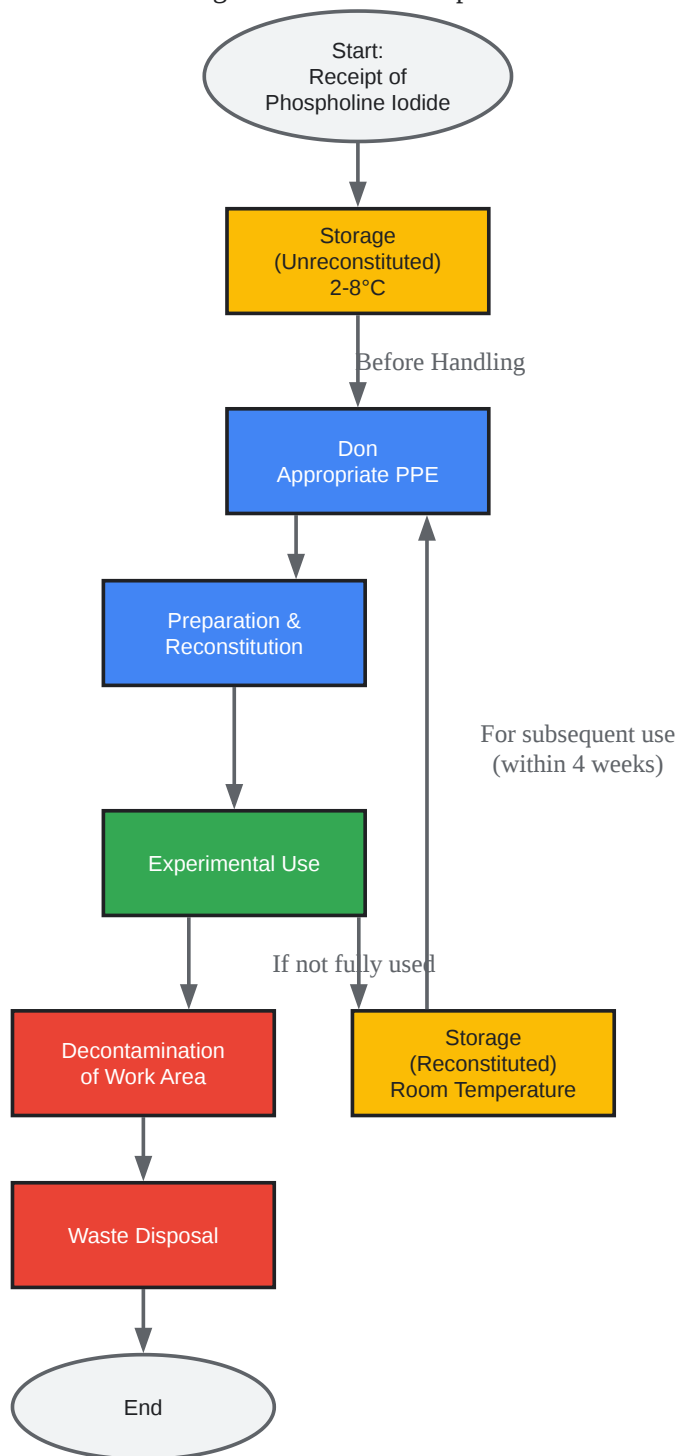 Start:
Receipt of
Phospholine Iodide
Storage
(Unreconstituted)
2-8°C
Before Handling
Don
Appropriate PPE
Preparation &
Reconstitution
For subsequent use
(within 4 weeks)
Experimental Use
If not fully used
Decontamination
of Work Area
Storage
(Reconstituted)
Room Temperature
Waste Disposal
End